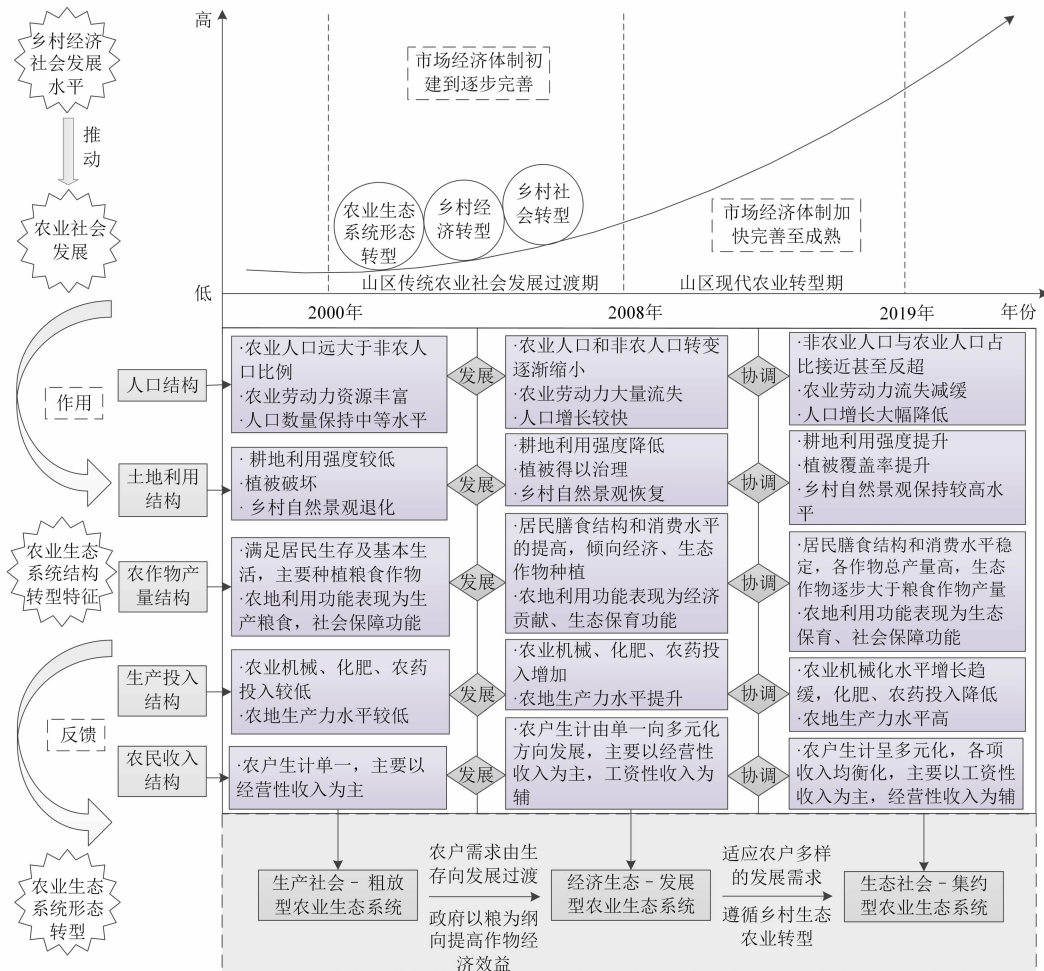 乡村经济
社会发展
水平
推
动
农业社会
发展
作用
农业生态
系统结构
转型特征
反馈
农业生态
系统形态
转型
高
低
市场经济体制初
建到逐步完善
农业生态
系统形态
转型
乡村经
济转型
乡村社
会转型
市场经济体制加
快完善至成熟
山区传统农业社会发展过渡期
山区现代农业转型期
2000年
2008年
2019年
年份
人口结构
·农业人口远大于非农人
口比例
·农业劳动力资源丰富
·人口数量保持中等水平
发展
·农业人口和非农人口转变
逐渐缩小
·农业劳动力大量流失
·人口增长较快
协调
·非农业人口与农业人口占
比接近甚至反超
·农业劳动力流失减缓
·人口增长大幅降低
土地利用
结构
·耕地利用强度较低
·植被破坏
·乡村自然景观退化
发展
·耕地利用强度降低
·植被得以治理
·乡村自然景观恢复
协调
·耕地利用强度提升
·植被覆盖率提升
·乡村自然景观保持较高水
平
农作物产
量结构
·满足居民生存及基本生
活，主要种植粮食作物
·农地利用功能表现为生
产粮食，社会保障功能
发展
·居民膳食结构和消费水平
的提高，倾向经济、生态
作物种植
·农地利用功能表现为经济
贡献、生态保育功能
协调
·居民膳食结构和消费水平稳
定，各作物总产量高，生态
作物逐步大于粮食作物产量
·农地利用功能表现为生态
保育、社会保障功能
生产投入
结构
·农业机械、化肥、农药
投入较低
·农地生产力水平较低
发展
·农业机械、化肥、农药投
入增加
·农地生产力水平提升
协调
·农业机械化水平增长趋
缓，化肥、农药投入降低
·农地生产力水平高
农民收入
结构
·农户生计单一，主要以
经营性收入为主
发展
·农户生计由单一向多元化
方向发展，主要以经营性
收入为主，工资性收入为
辅
协调
·农户生计呈多元化，各项
收入均衡化，主要以工资性
收入为主，经营性收入为辅
生产社会－粗放
型农业生态系统
农户需求由生
存向发展过渡
政府以粮为纲
向提高作物经
济效益
经济生态－发展
型农业生态系统
适应农户多样
的发展需求
遵循乡村生态
农业转型
生态社会－集约
型农业生态系统